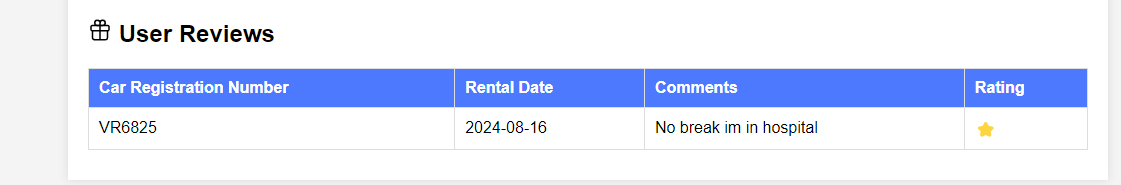 User Reviews
Car Registration Number Rental Date Comments Rating
VR6825 2024-08-16 No break im in hospital